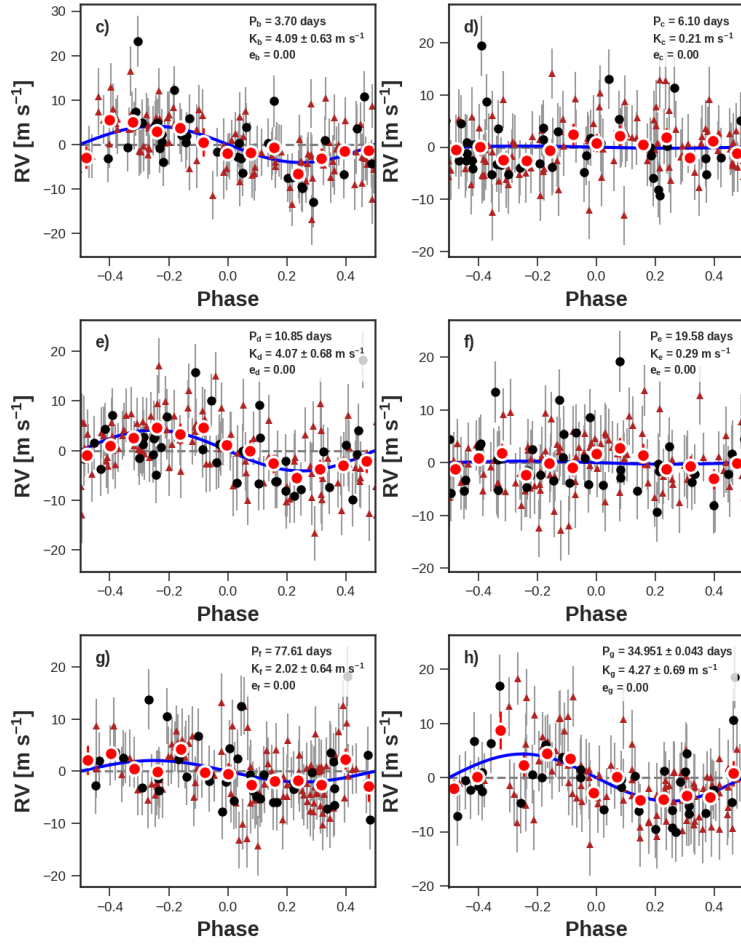 c)
P_b = 3.70 days
K_b = 4.09 ± 0.63 m s⁻¹
e_b = 0.00
30
20
10
0
−10
−20
RV [m s⁻¹]
−0.4 −0.2 0.0 0.2 0.4
Phase
d)
P_c = 6.10 days
K_c = 0.21 m s⁻¹
e_c = 0.00
20
10
0
−10
−20
RV [m s⁻¹]
−0.4 −0.2 0.0 0.2 0.4
Phase
e)
P_d = 10.85 days
K_d = 4.07 ± 0.68 m s⁻¹
e_d = 0.00
20
10
0
−10
−20
RV [m s⁻¹]
−0.4 −0.2 0.0 0.2 0.4
Phase
f)
P_e = 19.58 days
K_e = 0.29 m s⁻¹
e_e = 0.00
20
10
0
−10
−20
RV [m s⁻¹]
−0.4 −0.2 0.0 0.2 0.4
Phase
g)
P_f = 77.61 days
K_f = 2.02 ± 0.64 m s⁻¹
e_f = 0.00
20
10
0
−10
−20
RV [m s⁻¹]
−0.4 −0.2 0.0 0.2 0.4
Phase
h)
P_g = 34.951 ± 0.043 days
K_g = 4.27 ± 0.69 m s⁻¹
e_g = 0.00
20
10
0
−10
−20
RV [m s⁻¹]
−0.4 −0.2 0.0 0.2 0.4
Phase